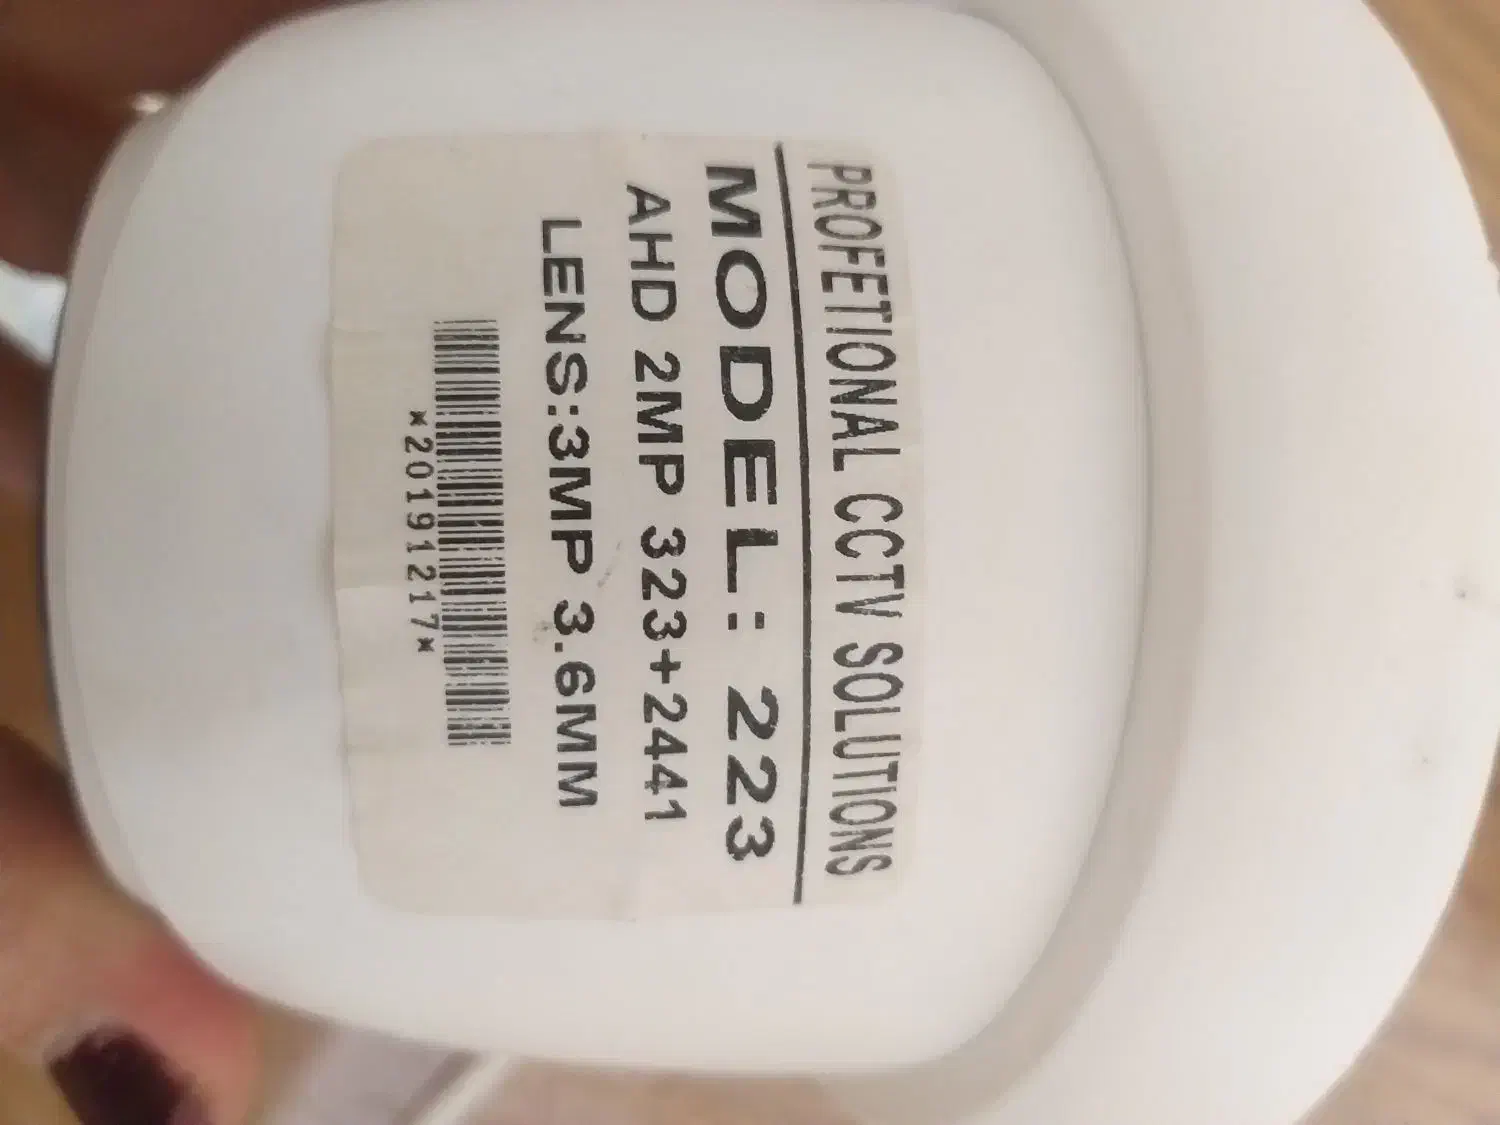 PROFETIONAL CCTV SOLUTIONS
MODEL: 223
AHD 2MP 323+2441
LENS:3MP 3.6MM
*20191217*